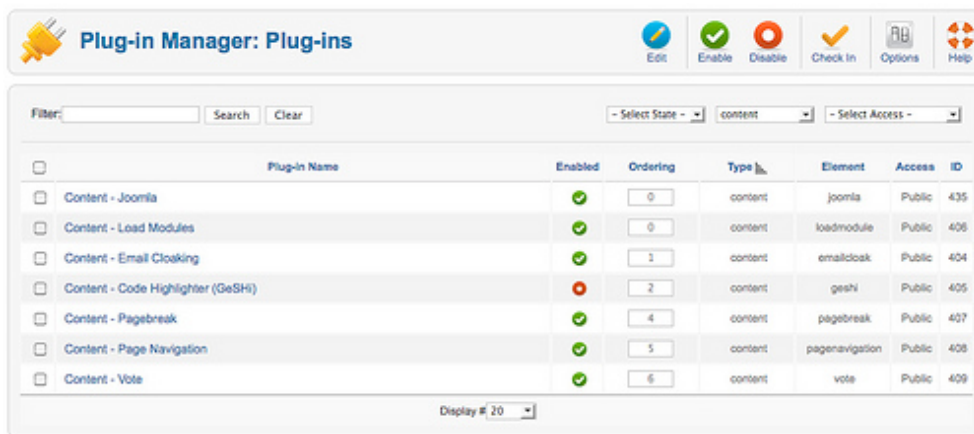 Plug-in Manager: Plug-ins
Edit Enable Disable Check In Options Help
Filter: Search Clear - Select State - content - Select Access -
Plug-in Name Enabled Ordering Type Element Access ID
Content - Joomla 0 content joomla Public 435
Content - Load Modules 0 content loadmodule Public 406
Content - Email Cloaking 1 content emailcloak Public 404
Content - Code Highlighter (GeSHi) 2 content geshi Public 405
Content - Pagebreak 4 content pagebreak Public 407
Content - Page Navigation 5 content pagenavigation Public 408
Content - Vote 6 content vote Public 409
Display # 20